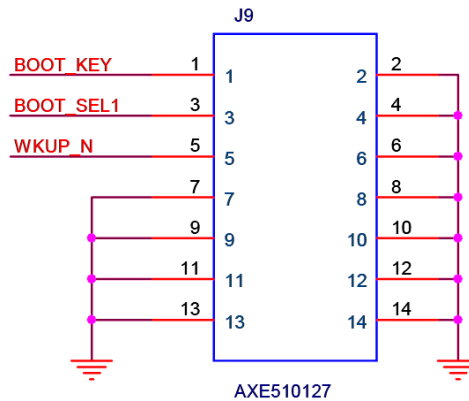 J9
BOOT_KEY 1 1 2 2
BOOT_SEL1 3 3 4 4
WKUP_N 5 5 6 6
7 7 8 8
9 9 10 10
11 11 12 12
13 13 14 14
AXE510127